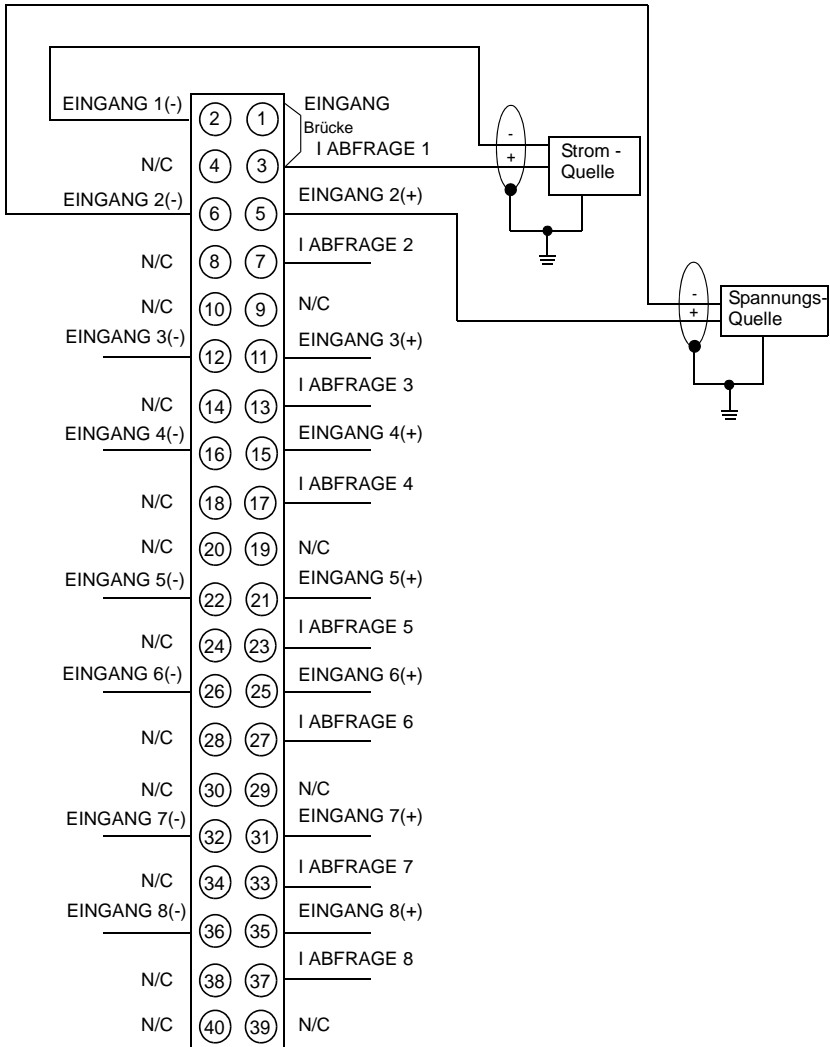 EINGANG 1(-) 2 1 EINGANG
Brücke
N/C 4 3 I ABFRAGE 1
-
+
Strom -
Quelle
EINGANG 2(-) 6 5 EINGANG 2(+)
N/C 8 7 I ABFRAGE 2
-
+
Spannungs-
Quelle
N/C 10 9 N/C
EINGANG 3(-) 12 11 EINGANG 3(+)
N/C 14 13 I ABFRAGE 3
EINGANG 4(-) 16 15 EINGANG 4(+)
N/C 18 17 I ABFRAGE 4
N/C 20 19 N/C
EINGANG 5(-) 22 21 EINGANG 5(+)
N/C 24 23 I ABFRAGE 5
EINGANG 6(-) 26 25 EINGANG 6(+)
N/C 28 27 I ABFRAGE 6
N/C 30 29 N/C
EINGANG 7(-) 32 31 EINGANG 7(+)
N/C 34 33 I ABFRAGE 7
EINGANG 8(-) 36 35 EINGANG 8(+)
N/C 38 37 I ABFRAGE 8
N/C 40 39 N/C